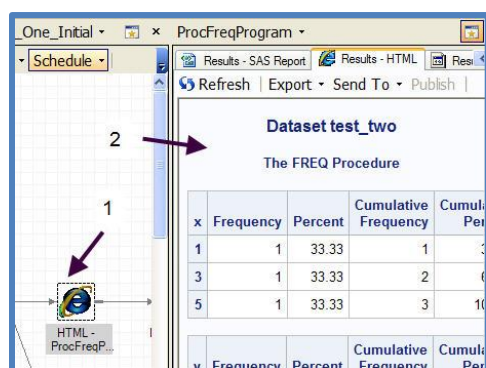 _One_Initial
Schedule
2
1
HTML -
ProcFreqP...
ProcFreqProgram
Results - SAS Report Results - HTML
Refresh Export Send To Publish
Dataset test_two
The FREQ Procedure
x Frequency Percent Cumulative Frequency
1 1 33.33 1
3 1 33.33 2
5 1 33.33 3
Frequency Percent Cumulative Frequency